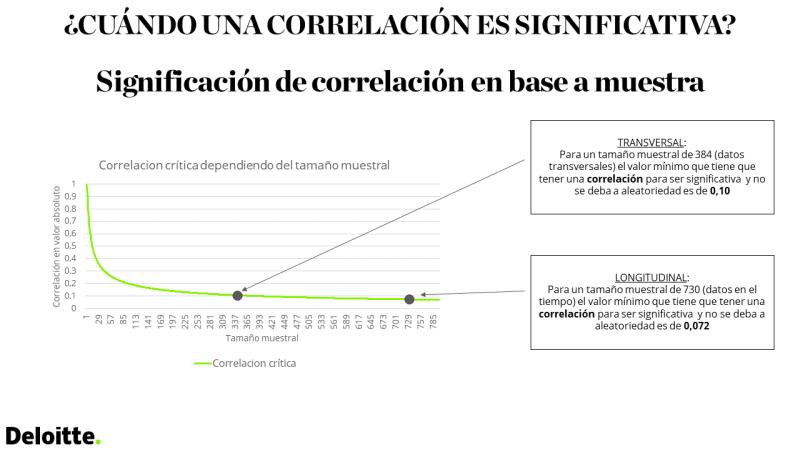 ¿CUÁNDO UNA CORRELACIÓN ES SIGNIFICATIVA?
Significación de correlación en base a muestra
Correlacion crítica dependiendo del tamaño muestral
Correlación en valor absoluto
1
0.9
0.8
0.7
0.6
0.5
0.4
0.3
0.2
0.1
0
1 29 57 85 113 141 169 197 225 253 281 309 337 365 393 421 449 477 505 533 561 589 617 645 673 701 729 757 785
Tamaño muestral
Correlacion crítica
TRANSVERSAL:
Para un tamaño muestral de 384 (datos
transversales) el valor mínimo que tiene que
tener una correlación para ser significativa y no
se deba a aleatoriedad es de 0,10
LONGITUDINAL:
Para un tamaño muestral de 730 (datos en el
tiempo) el valor mínimo que tiene que tener una
correlación para ser significativa y no se deba a
aleatoriedad es de 0,072
Deloitte.